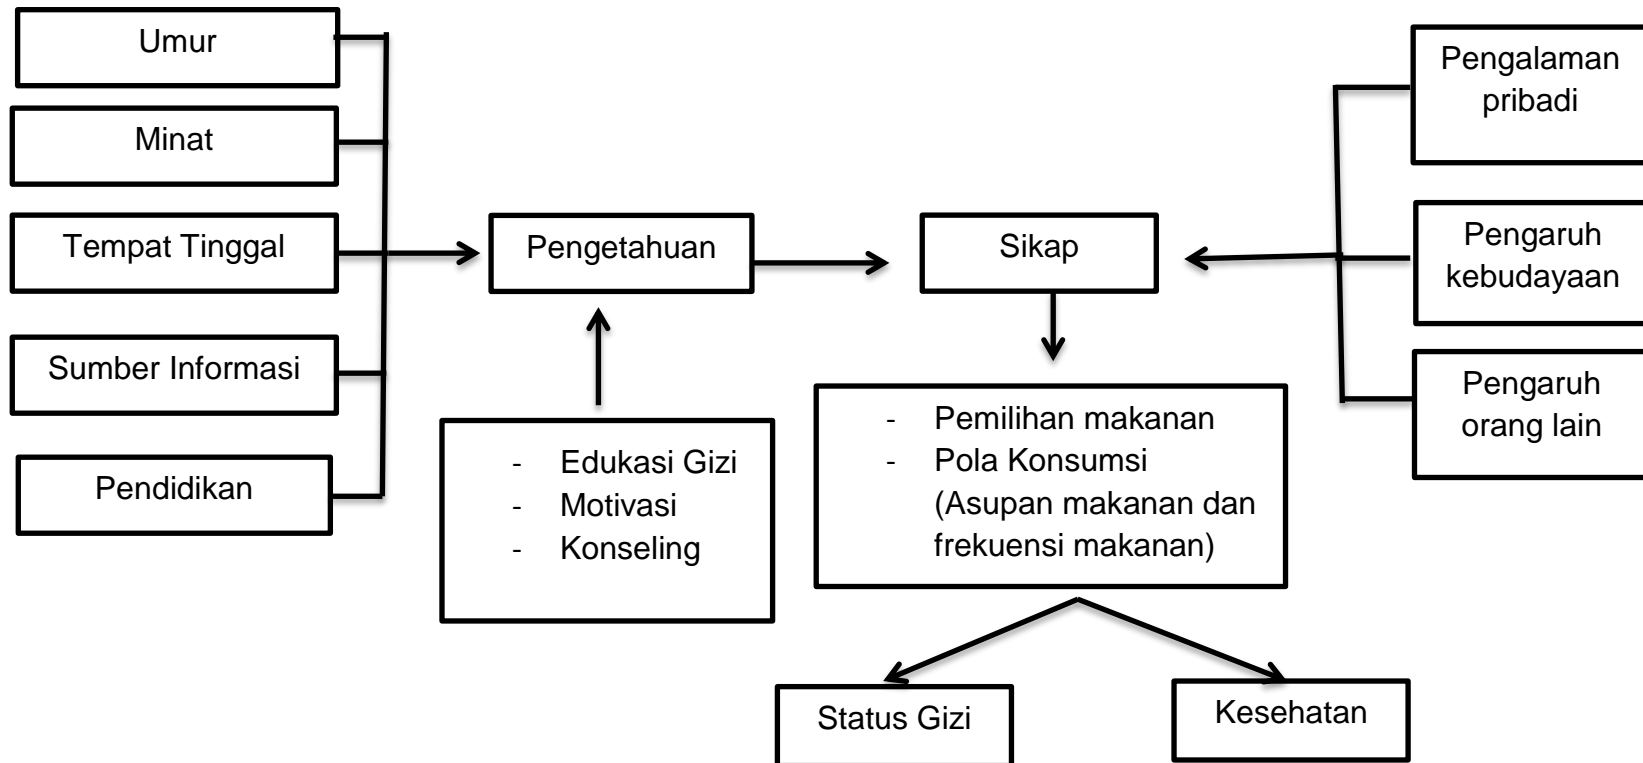 Umur
Minat
Tempat Tinggal
Sumber Informasi
Pendidikan
Pengetahuan
- Edukasi Gizi
- Motivasi
- Konseling
Sikap
- Pemilihan makanan
- Pola Konsumsi
(Asupan makanan dan
frekuensi makanan)
Status Gizi
Kesehatan
Pengalaman
pribadi
Pengaruh
kebudayaan
Pengaruh
orang lain